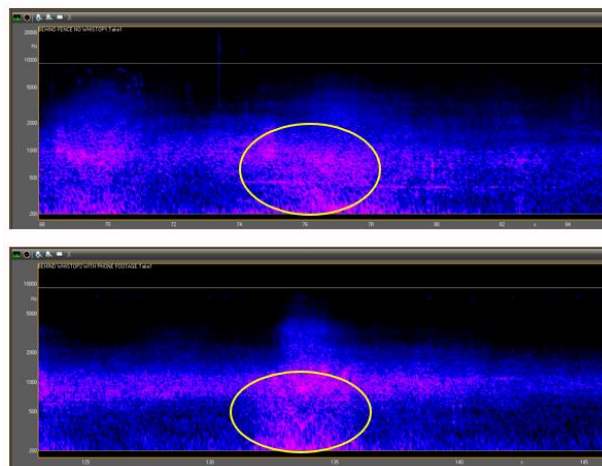 BEHIND FENCE NO WHISTOP1 Take1
20000
Hz
10000
5000
2000
1000
500
200
68 70 72 74 76 78 80 82 s 84
BEHIND WHISTOP2 WITH PHONE FOOTAGE Take1
10000
Hz
5000
2000
1000
500
200
125 130 135 140 s 145